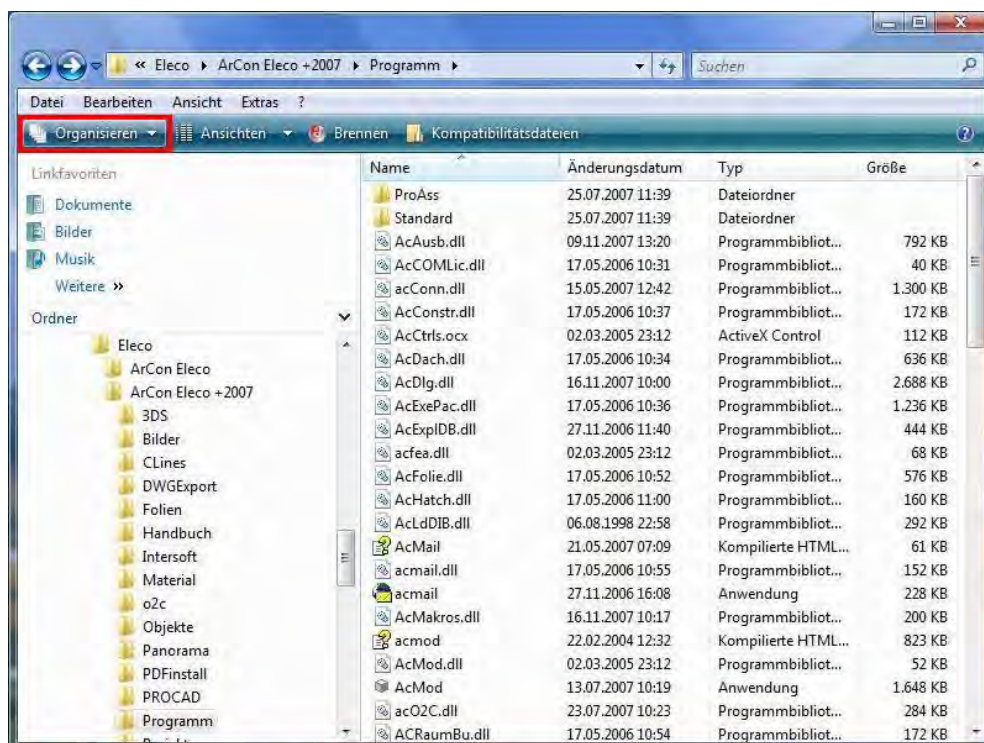 « Eleco ▸ ArCon Eleco +2007 ▸ Programm ▸ Suchen
Datei Bearbeiten Ansicht Extras ?
Organisieren Ansichten Brennen Kompatibilitätsdateien ?
Linkfavoriten
Dokumente
Bilder
Musik
Weitere »
Ordner
Eleco
ArCon Eleco
ArCon Eleco +2007
3DS
Bilder
CLines
DWGExport
Folien
Handbuch
Intersoft
Material
o2c
Objekte
Panorama
PDFinstall
PROCAD
Programm
Name Änderungsdatum Typ Größe
ProAss 25.07.2007 11:39 Dateiordner
Standard 25.07.2007 11:39 Dateiordner
AcAusb.dll 09.11.2007 13:20 Programmbibliot... 792 KB
AcCOMLic.dll 17.05.2006 10:31 Programmbibliot... 40 KB
acConn.dll 15.05.2007 12:42 Programmbibliot... 1.300 KB
AcConstr.dll 17.05.2006 10:37 Programmbibliot... 172 KB
AcCtrls.ocx 02.03.2005 23:12 ActiveX Control 112 KB
AcDach.dll 17.05.2006 10:34 Programmbibliot... 636 KB
AcDlg.dll 16.11.2007 10:00 Programmbibliot... 2.688 KB
AcExePac.dll 17.05.2006 10:36 Programmbibliot... 1.236 KB
AcExplDB.dll 27.11.2006 11:40 Programmbibliot... 444 KB
acfea.dll 02.03.2005 23:12 Programmbibliot... 68 KB
AcFolie.dll 17.05.2006 10:52 Programmbibliot... 576 KB
AcHatch.dll 17.05.2006 11:00 Programmbibliot... 160 KB
AcLdDIB.dll 06.08.1998 22:58 Programmbibliot... 292 KB
AcMail 21.05.2007 07:09 Kompilierte HTML... 61 KB
acmail.dll 17.05.2006 10:55 Programmbibliot... 152 KB
acmail 27.11.2006 16:08 Anwendung 228 KB
AcMakros.dll 16.11.2007 10:17 Programmbibliot... 200 KB
acmod 22.02.2004 12:32 Kompilierte HTML... 823 KB
AcMod.dll 02.03.2005 23:12 Programmbibliot... 52 KB
AcMod 13.07.2007 10:19 Anwendung 1.648 KB
acO2C.dll 23.07.2007 10:23 Programmbibliot... 284 KB
ACRaumBu.dll 17.05.2006 10:54 Programmbibliot... 172 KB